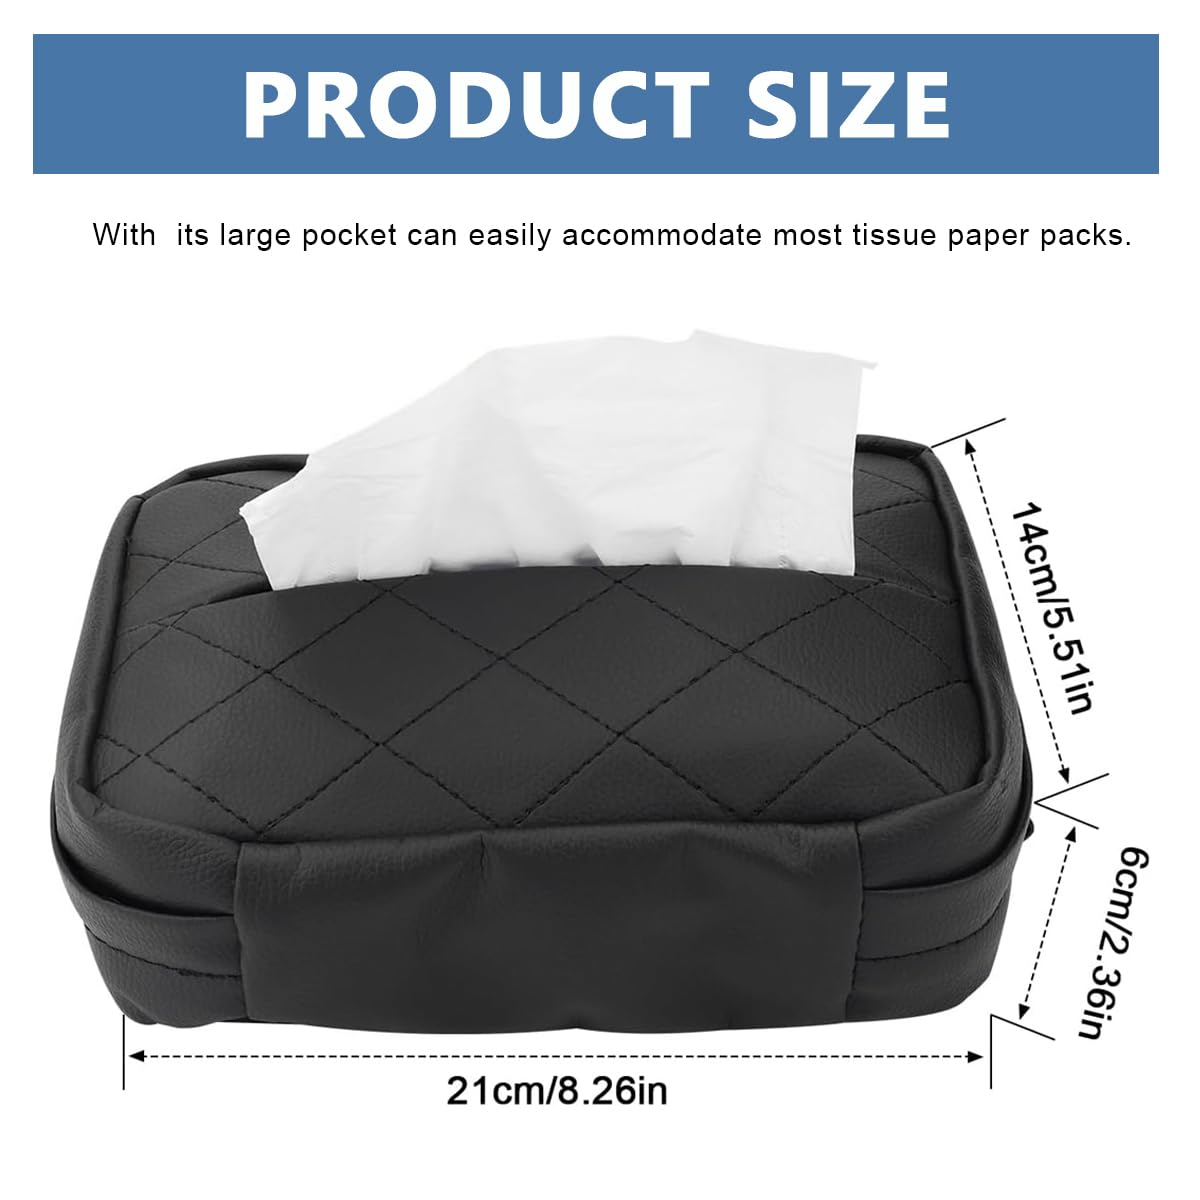 PRODUCT SIZE
With its large pocket can easily accommodate most tissue paper packs.
14cm/5.51in
6cm/2.36in
21cm/8.26in